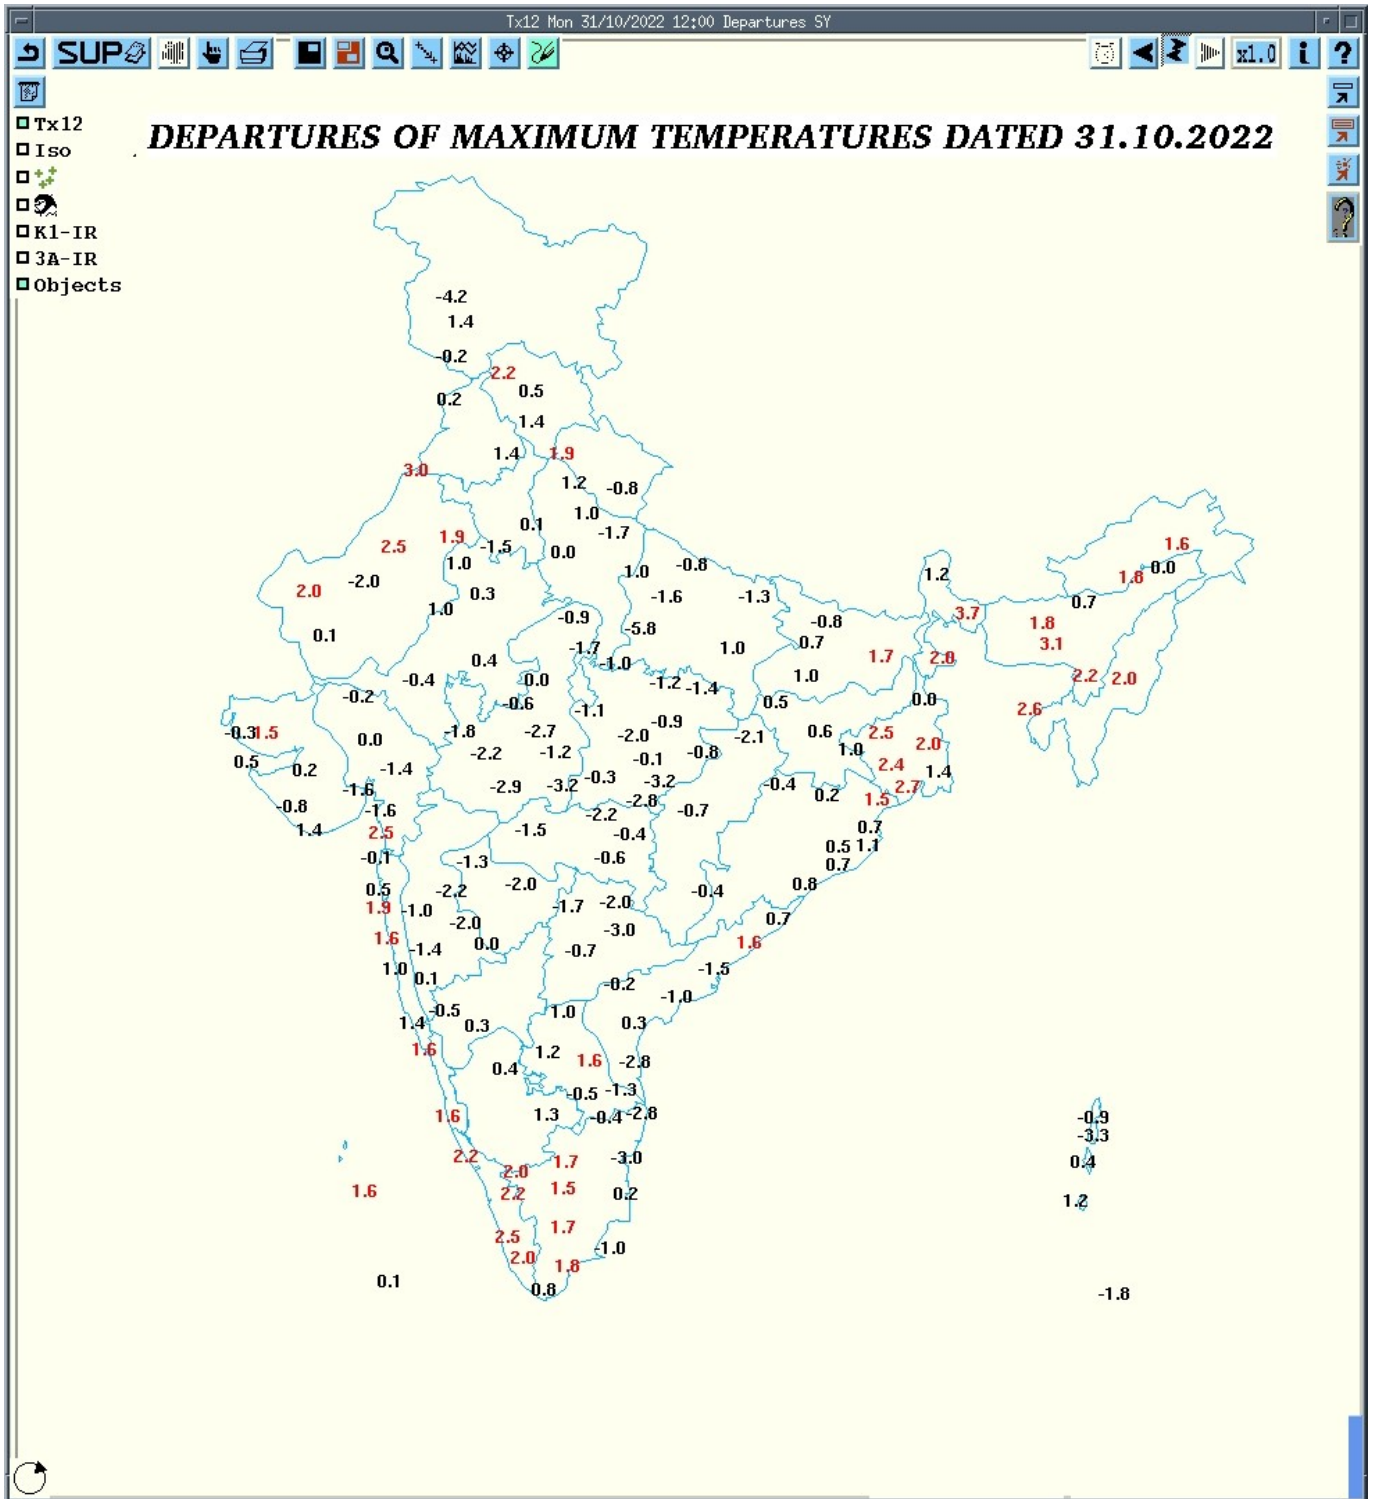 Tx12 Mon 31/10/2022 12:00 Departures SY
SUP x1.0 i ?
Tx12
DEPARTURES OF MAXIMUM TEMPERATURES DATED 31.10.2022
Iso
K1-IR
3A-IR
Objects
-4.2
1.4
-0.2
2.2
0.5
0.2
1.4
1.4 1.9
3.0
1.2 -0.8
1.0
0.1 -1.7
2.5 1.9 -1.5 0.0 1.6
1.0 1.0 -0.8 1.2 1.8 0.0
2.0 -2.0 0.3 -1.6 -1.3 0.7
1.0 -0.9 -0.8 3.7 1.8
0.1 -5.8 0.7 3.1
-1.7 1.0
0.4 -1.0 1.7 2.0
-0.4 0.0 -1.2 -1.4 1.0 2.2 2.0
-0.2 -0.6 -1.1 0.5 0.0 2.6
-0.3 1.5 0.0 -1.8 -2.7 -2.0 -0.9 -2.1 0.6 2.5 2.0
0.5 0.2 -1.4 -2.2 -1.2 -0.1 -0.8 1.0 2.4 1.4
-1.6 -2.9 -3.2 -0.3 -3.2 -0.4 0.2 1.5 2.7
-0.8 -1.6 -2.2 -2.8 -0.7
1.4 2.5 -1.5 -0.4 0.7
-0.1 -1.3 -0.6 0.5 1.1
0.7
0.5 -2.2 -2.0 -0.4 0.8
1.9 -1.0 -1.7 -2.0
-2.0 -3.0 0.7
1.6 -1.4 0.0 -0.7 1.6
1.0 0.1 -0.2 -1.5
-1.0
-0.5 1.0
1.4 0.3 0.3
1.6 1.2 1.6 -2.8
0.4
-0.5 -1.3
1.6 1.3 -0.4 -2.8 -0.9
-3.3
2.2 2.0 1.7 -3.0 0.4
1.6 2.2 1.5 0.2 1.2
2.5 1.7
2.0 1.8 -1.0
0.1 0.8 -1.8